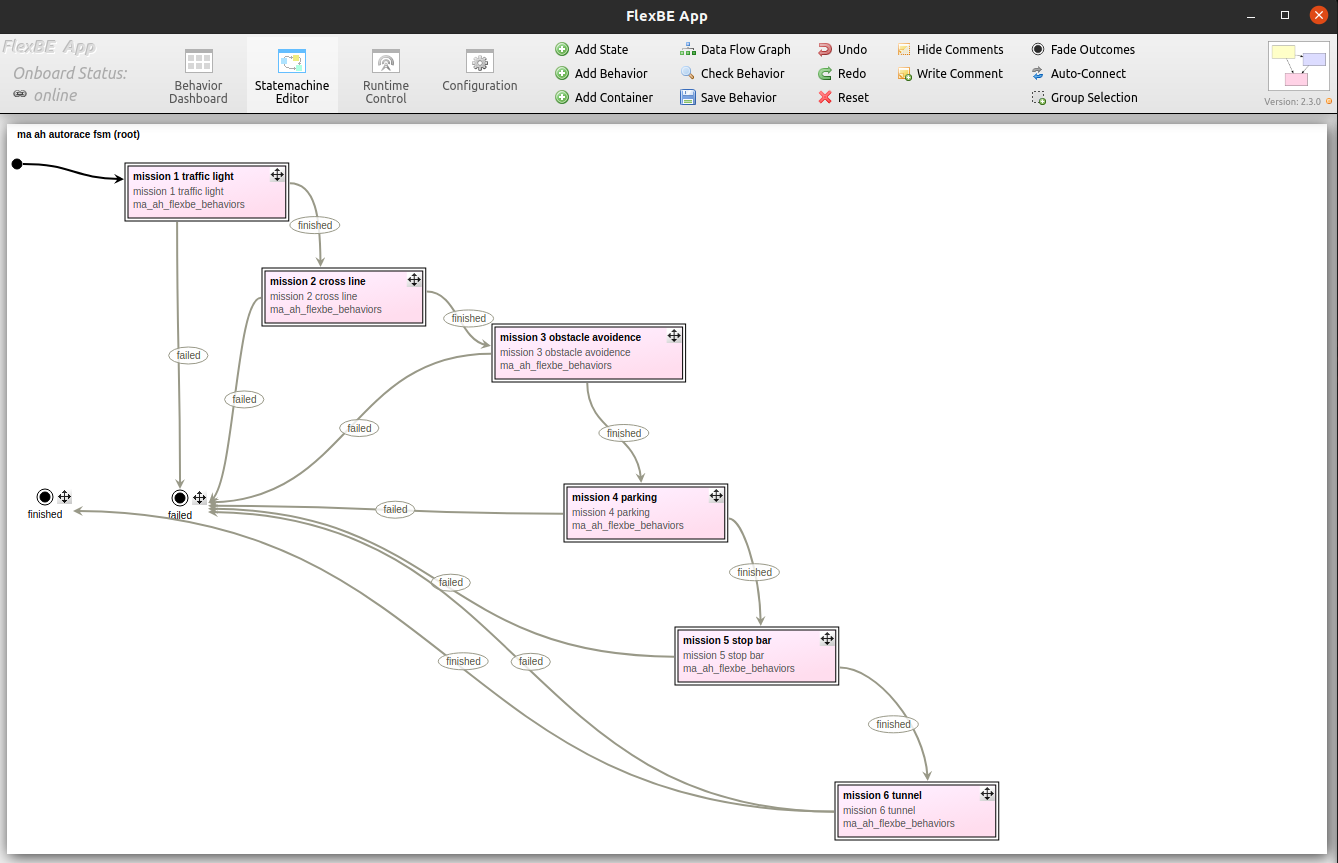 FlexBE App
FlexBE App
Onboard Status:
online
Behavior
Dashboard
Statemachine
Editor
Runtime
Control
Configuration
Add State
Add Behavior
Add Container
Data Flow Graph
Check Behavior
Save Behavior
Undo
Redo
Reset
Hide Comments
Write Comment
Fade Outcomes
Auto-Connect
Group Selection
Version: 2.3.0
ma ah autorace fsm (root)
mission 1 traffic light
mission 1 traffic light
ma_ah_flexbe_behaviors
finished
mission 2 cross line
mission 2 cross line
ma_ah_flexbe_behaviors
finished
mission 3 obstacle avoidence
mission 3 obstacle avoidence
ma_ah_flexbe_behaviors
failed
failed
failed
finished
mission 4 parking
mission 4 parking
ma_ah_flexbe_behaviors
finished
failed
failed
finished
failed
mission 5 stop bar
mission 5 stop bar
ma_ah_flexbe_behaviors
finished
failed
finished
mission 6 tunnel
mission 6 tunnel
ma_ah_flexbe_behaviors